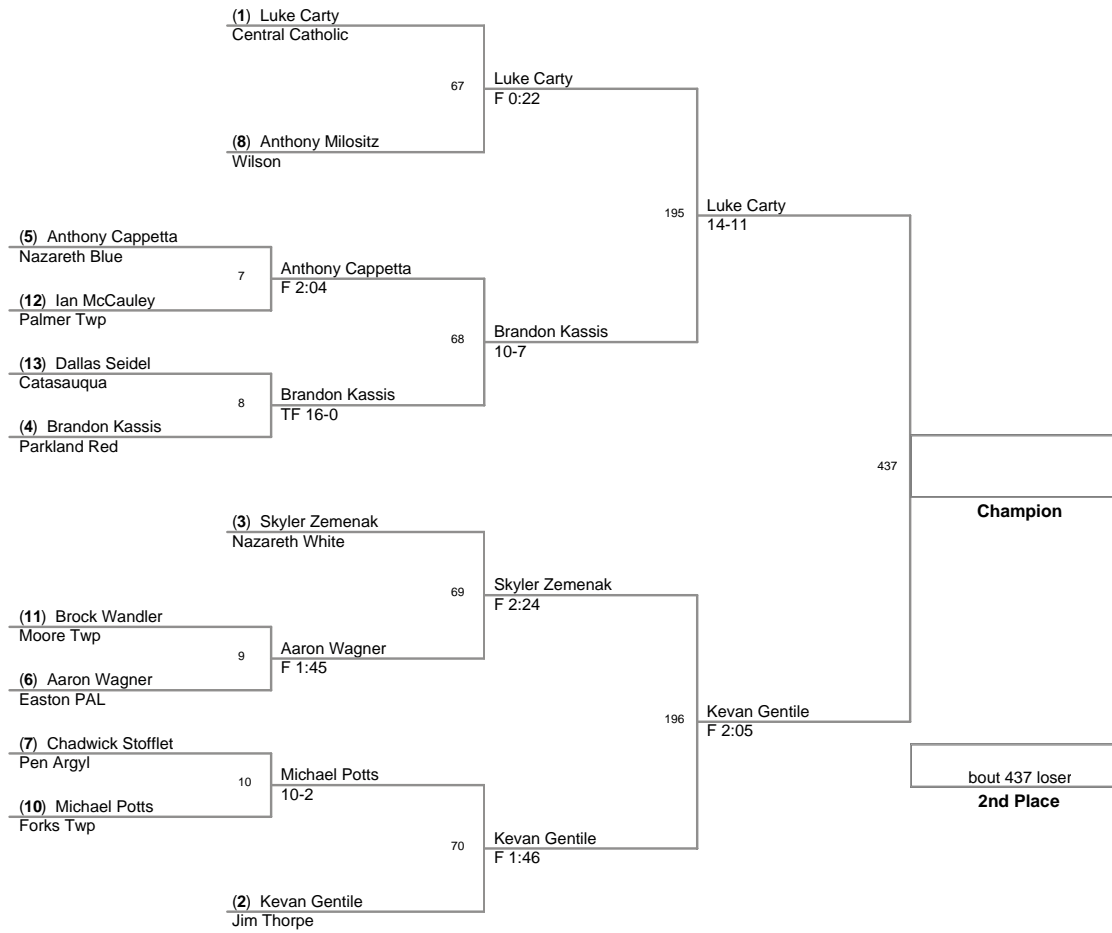 (1) Luke Carty
Central Catholic
67
Luke Carty
F 0:22
(8) Anthony Milositz
Wilson
195
Luke Carty
14-11
(5) Anthony Cappetta
Nazareth Blue
7
Anthony Cappetta
F 2:04
(12) Ian McCauley
Palmer Twp
68
Brandon Kassis
10-7
(13) Dallas Seidel
Catasauqua
8
Brandon Kassis
TF 16-0
(4) Brandon Kassis
Parkland Red
437
Champion
(3) Skyler Zemenak
Nazareth White
69
Skyler Zemenak
F 2:24
(11) Brock Wandler
Moore Twp
9
Aaron Wagner
F 1:45
(6) Aaron Wagner
Easton PAL
196
Kevan Gentile
F 2:05
(7) Chadwick Stofflet
Pen Argyl
10
Michael Potts
10-2
(10) Michael Potts
Forks Twp
70
Kevan Gentile
F 1:46
(2) Kevan Gentile
Jim Thorpe
bout 437 loser
2nd Place